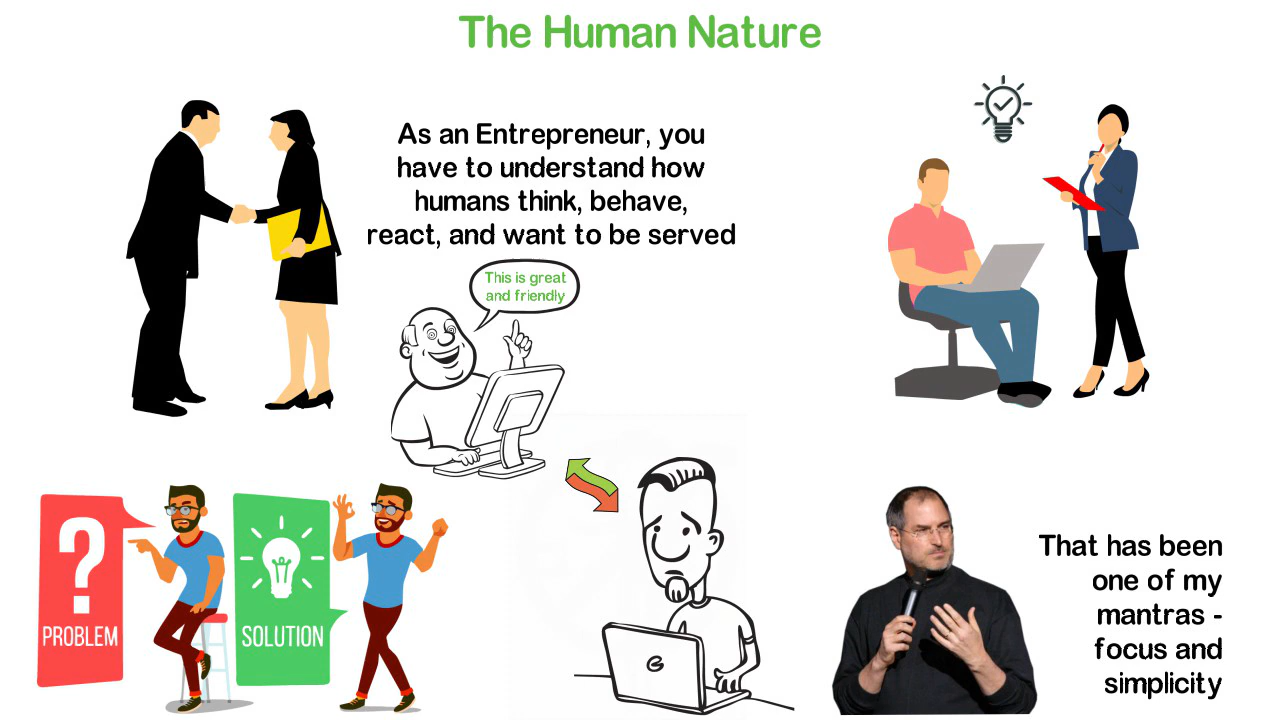 The Human Nature
As an Entrepreneur, you
have to understand how
humans think, behave,
react, and want to be served
This is great
and friendly
PROBLEM
SOLUTION
That has been
one of my
mantras -
focus and
simplicity